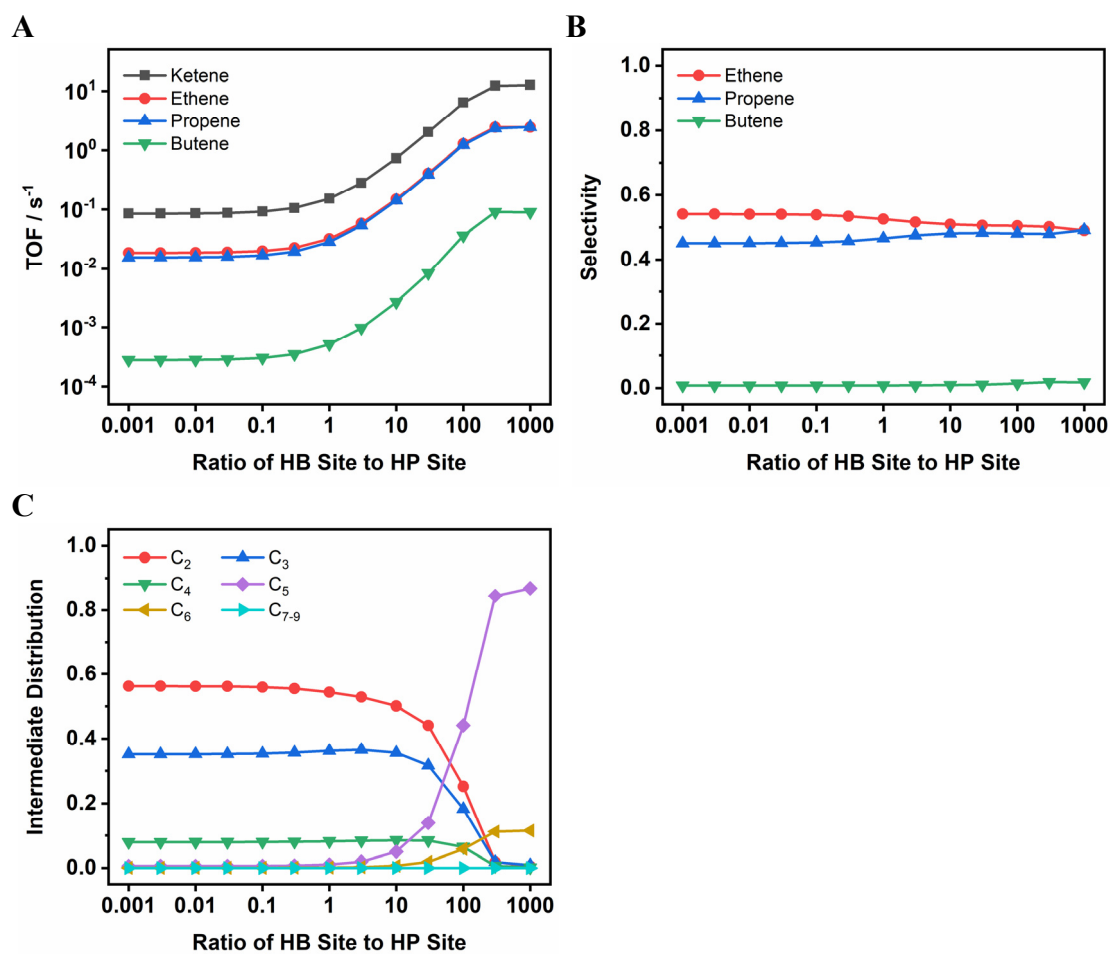 A
Ketene
Ethene
Propene
Butene
10¹
10⁰
10⁻¹
10⁻²
10⁻³
10⁻⁴
TOF / s⁻¹
0.001 0.01 0.1 1 10 100 1000
Ratio of HB Site to HP Site
B
Ethene
Propene
Butene
1.0
0.8
0.6
0.4
0.2
0.0
Selectivity
0.001 0.01 0.1 1 10 100 1000
Ratio of HB Site to HP Site
C
C₂ C₃
C₄ C₅
C₆ C₇₋₉
1.0
0.8
0.6
0.4
0.2
0.0
Intermediate Distribution
0.001 0.01 0.1 1 10 100 1000
Ratio of HB Site to HP Site